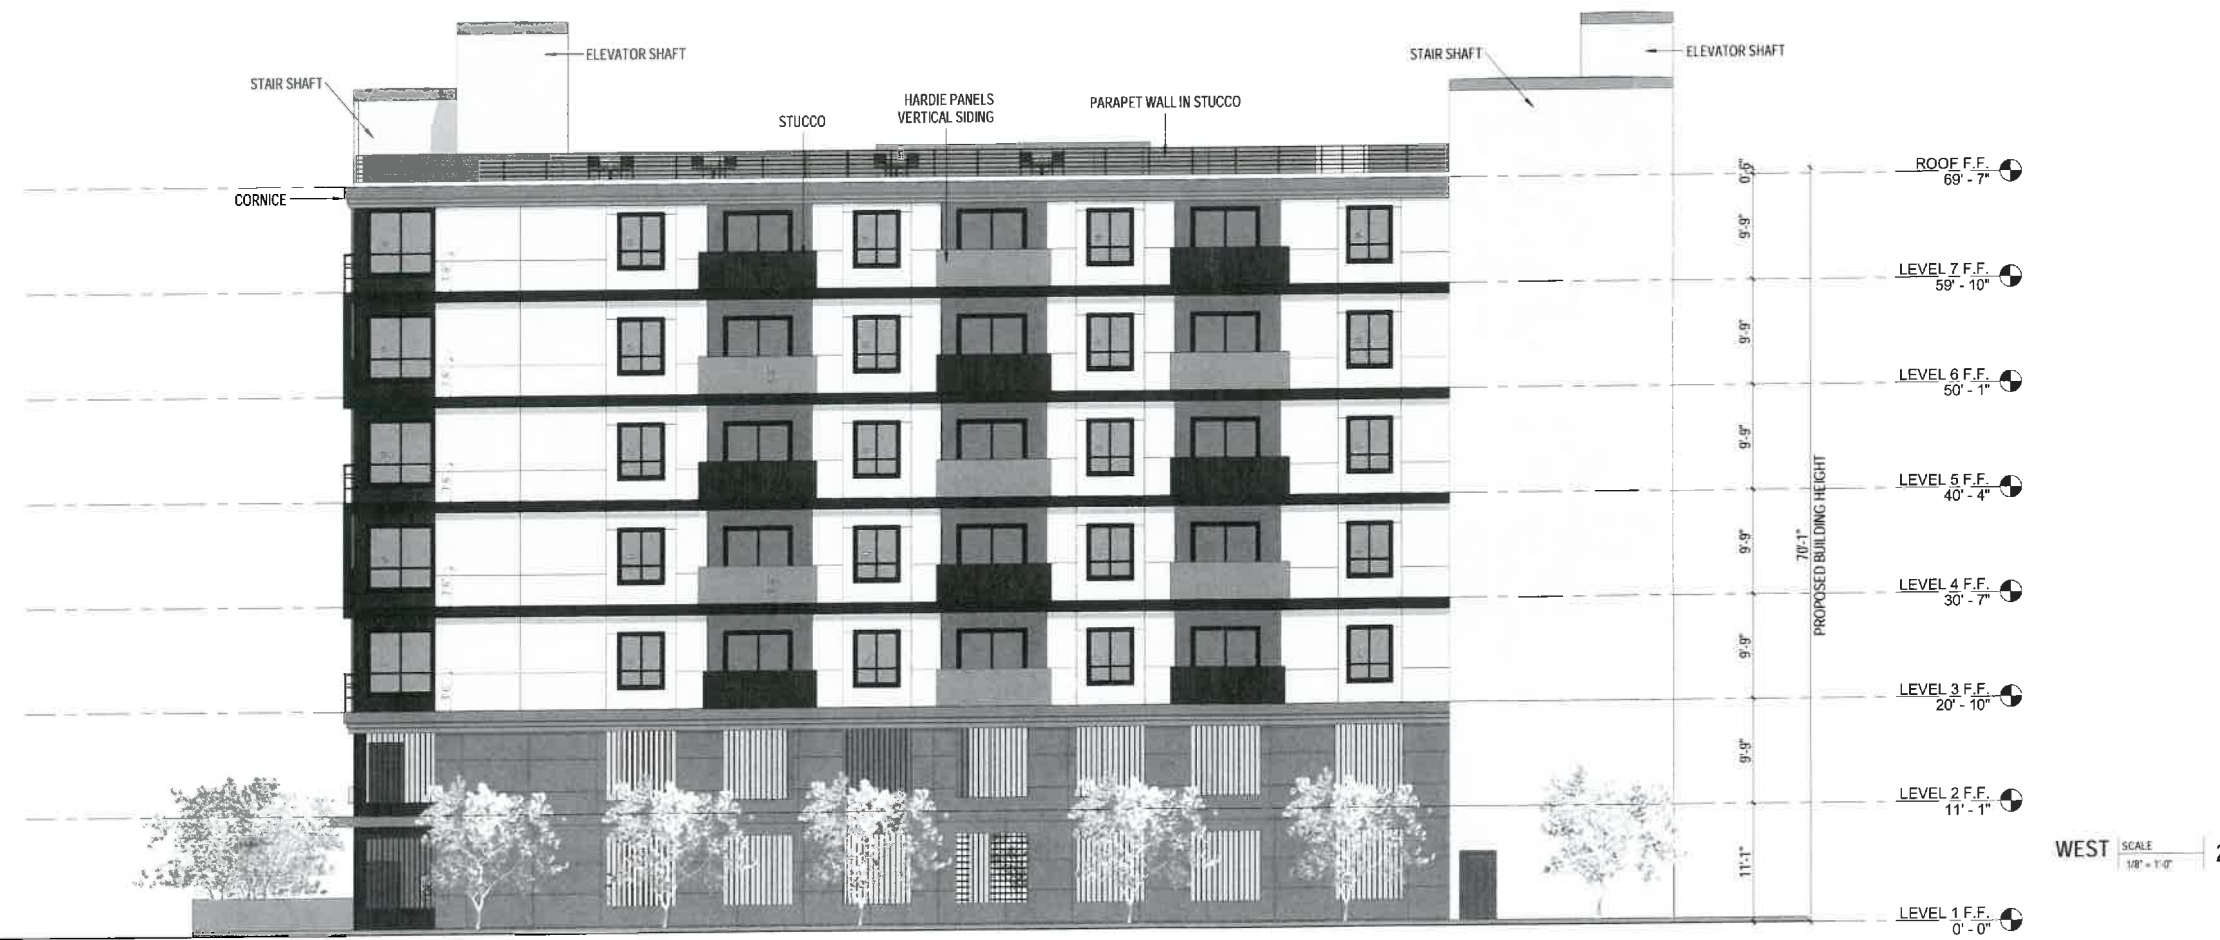 ELEVATOR SHAFT
STAIR SHAFT
STUCCO
HARDIE PANELS
VERTICAL SIDING
PARAPET WALL IN STUCCO
STAIR SHAFT
ELEVATOR SHAFT
CORNICE
0'-6"
9'-9"
9'-9"
9'-9"
9'-9"
9'-9"
9'-9"
11'-1"
70'-1"
PROPOSED BUILDING HEIGHT
ROOF F.F.
69' - 7"
LEVEL 7 F.F.
59' - 10"
LEVEL 6 F.F.
50' - 1"
LEVEL 5 F.F.
40' - 4"
LEVEL 4 F.F.
30' - 7"
LEVEL 3 F.F.
20' - 10"
LEVEL 2 F.F.
11' - 1"
LEVEL 1 F.F.
0' - 0"
WEST
SCALE
1/8" = 1'-0"
2